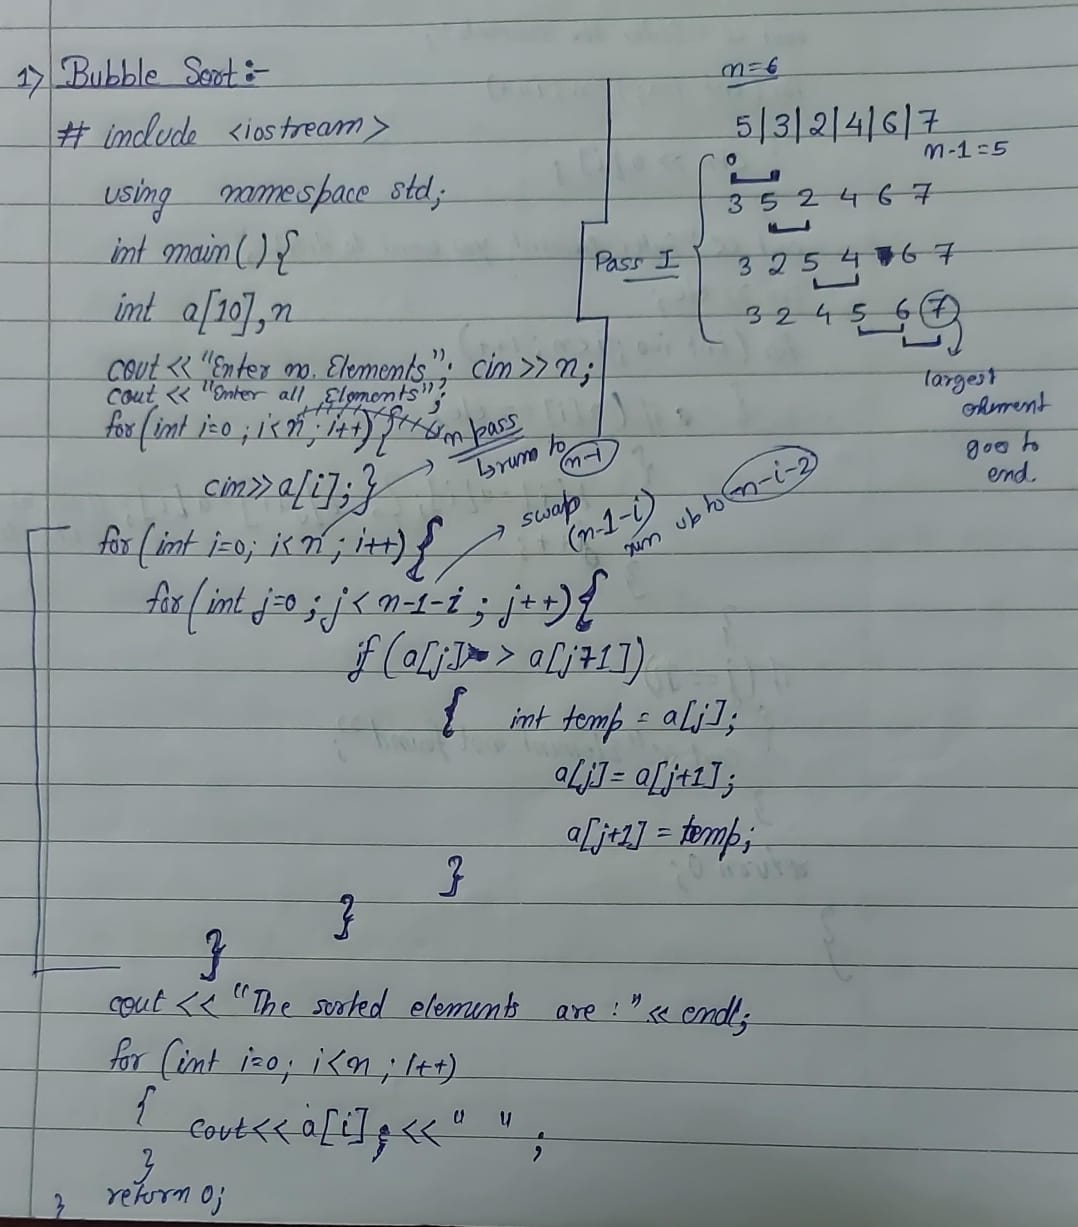 1> Bubble Sort :-
# include <iostream>
using namespace std;
int main(){
int a[10], n
cout << "Enter no. Elements"; cin >> n;
cout << "Enter all Elements";
for(int i=0; i<n; i++){
cin >> a[i]; }
for(int i=0; i<n; i++){
for(int j=0; j<n-1-i; j++){
if(a[j] > a[j+1])
{ int temp = a[j];
a[j] = a[j+1];
a[j+1] = temp;
}
}
}
cout << "The sorted elements are :" << endl;
for (int i=0; i<n; i++)
{
cout << a[i]; << " ";
}
return 0;
}
n=6
5|3|2|4|6|7
n-1=5
0
3 5 2 4 6 7
Pass I
3 2 5 4 6 7
3 2 4 5 6 7
largest
element
goes to
end.
n pass
run to n-1
swap
(n-1-i)
run up to n-i-2